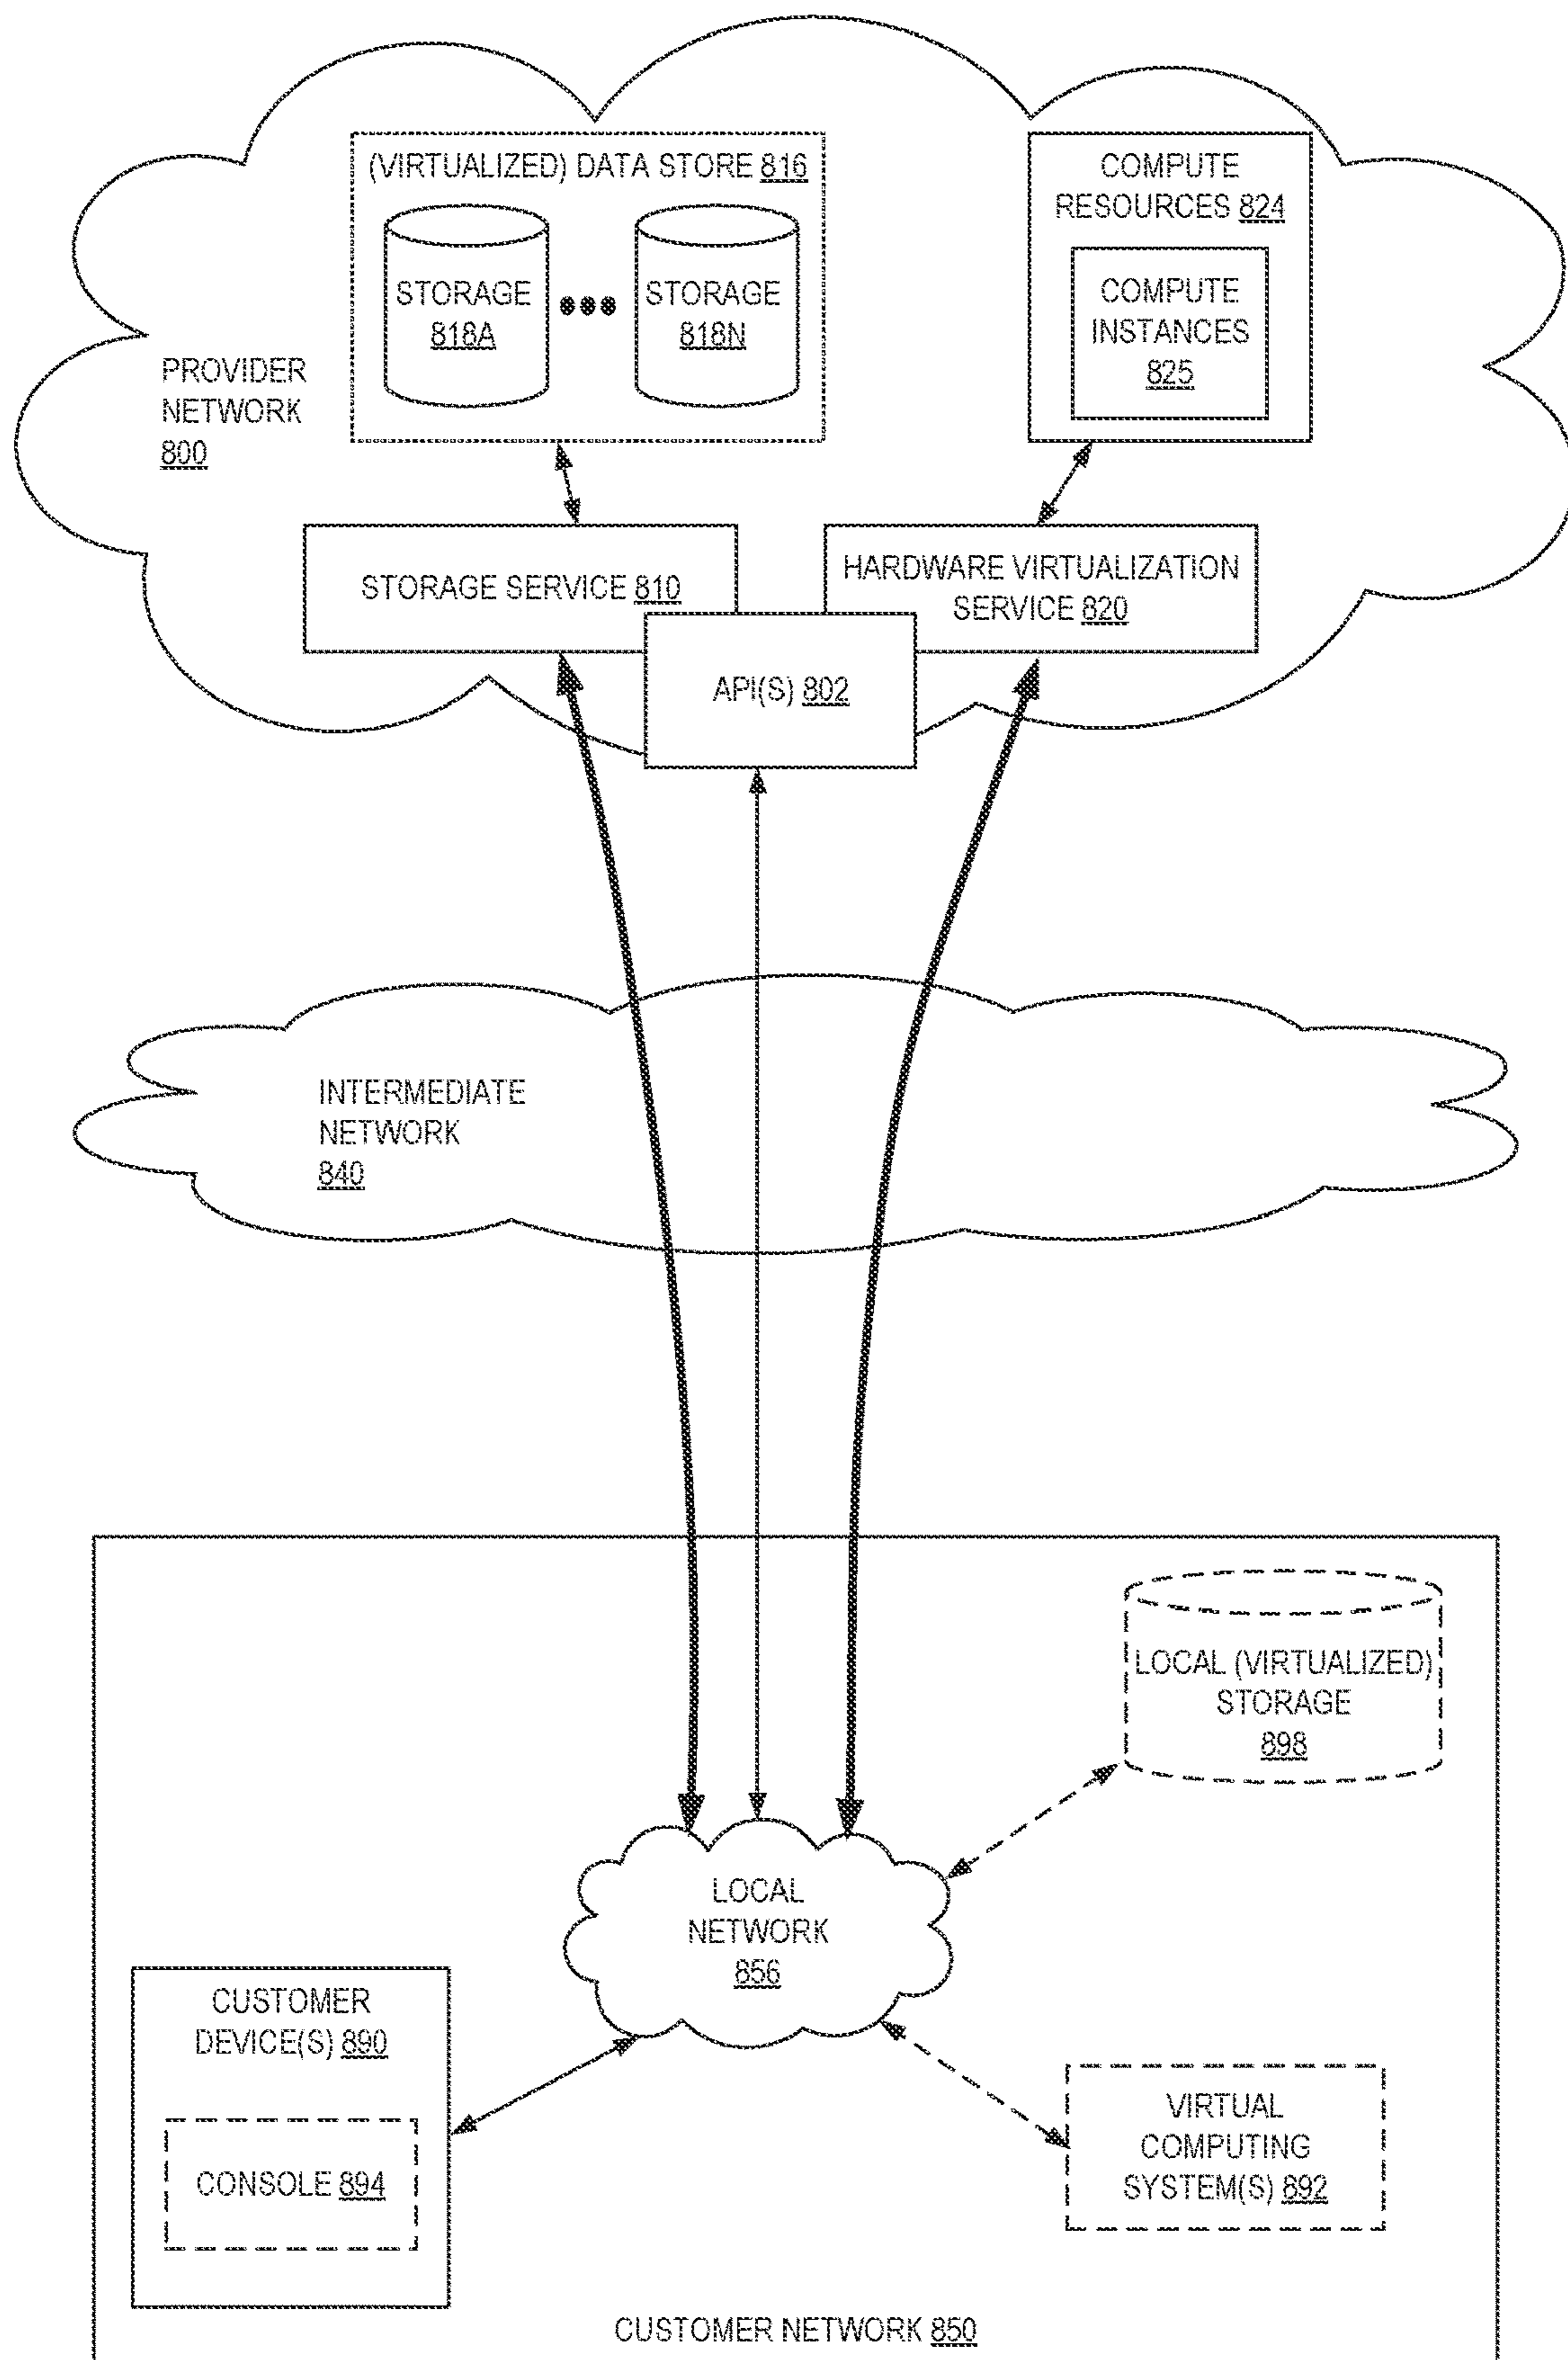 (VIRTUALIZED) DATA STORE 816
STORAGE
818A
STORAGE
818N
COMPUTE
RESOURCES 824
COMPUTE
INSTANCES
825
PROVIDER
NETWORK
800
STORAGE SERVICE 810
HARDWARE VIRTUALIZATION
SERVICE 820
API(S) 802
INTERMEDIATE
NETWORK
840
LOCAL (VIRTUALIZED)
STORAGE
898
LOCAL
NETWORK
856
CUSTOMER
DEVICE(S) 890
CONSOLE 894
VIRTUAL
COMPUTING
SYSTEM(S) 892
CUSTOMER NETWORK 850